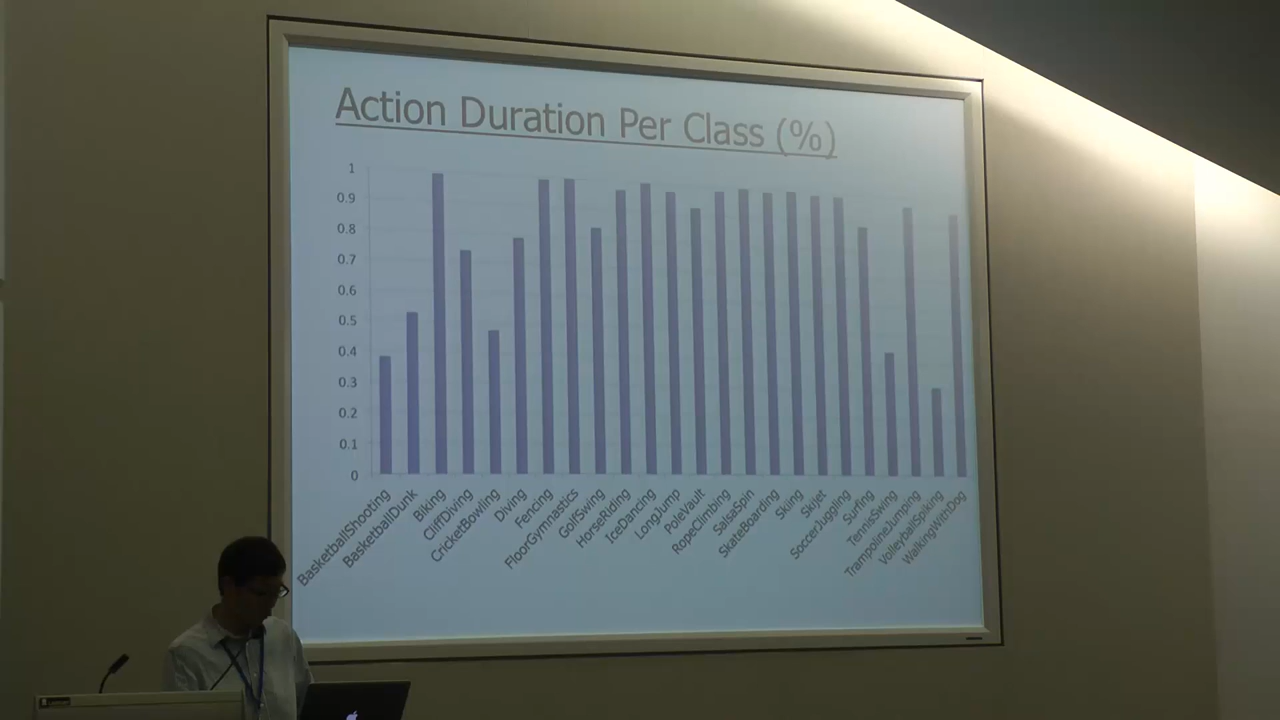 Action Duration Per Class (%)
1
0.9
0.8
0.7
0.6
0.5
0.4
0.3
0.2
0.1
0
BasketballShooting
BasketballDunk
Biking
CliffDiving
CricketBowling
Diving
Fencing
FloorGymnastics
GolfSwing
HorseRiding
IceDancing
LongJump
PoleVault
RopeClimbing
SalsaSpin
SkateBoarding
Skiing
Skijet
SoccerJuggling
Surfing
TennisSwing
TrampolineJumping
VolleyballSpiking
WalkingWithDog